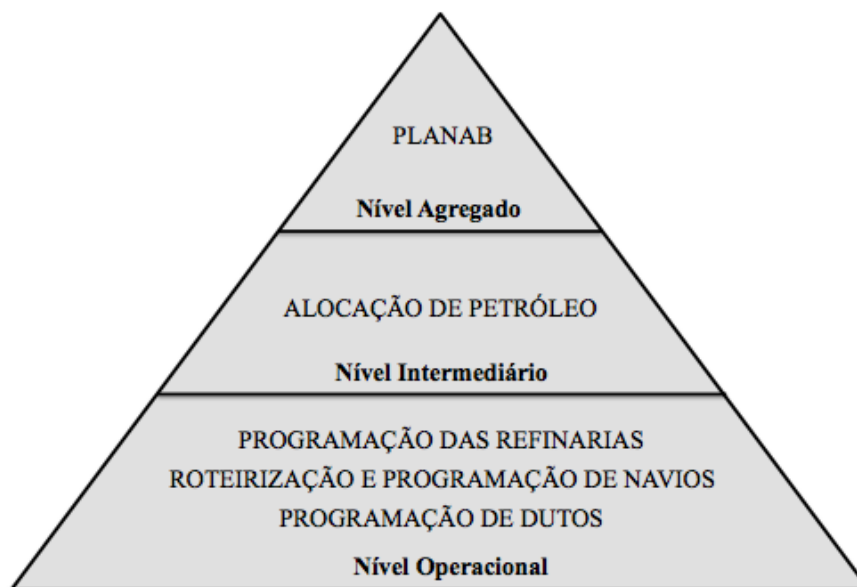 PLANAB
Nível Agregado
ALOCAÇÃO DE PETRÓLEO
Nível Intermediário
PROGRAMAÇÃO DAS REFINARIAS
ROTEIRIZAÇÃO E PROGRAMAÇÃO DE NAVIOS
PROGRAMAÇÃO DE DUTOS
Nível Operacional